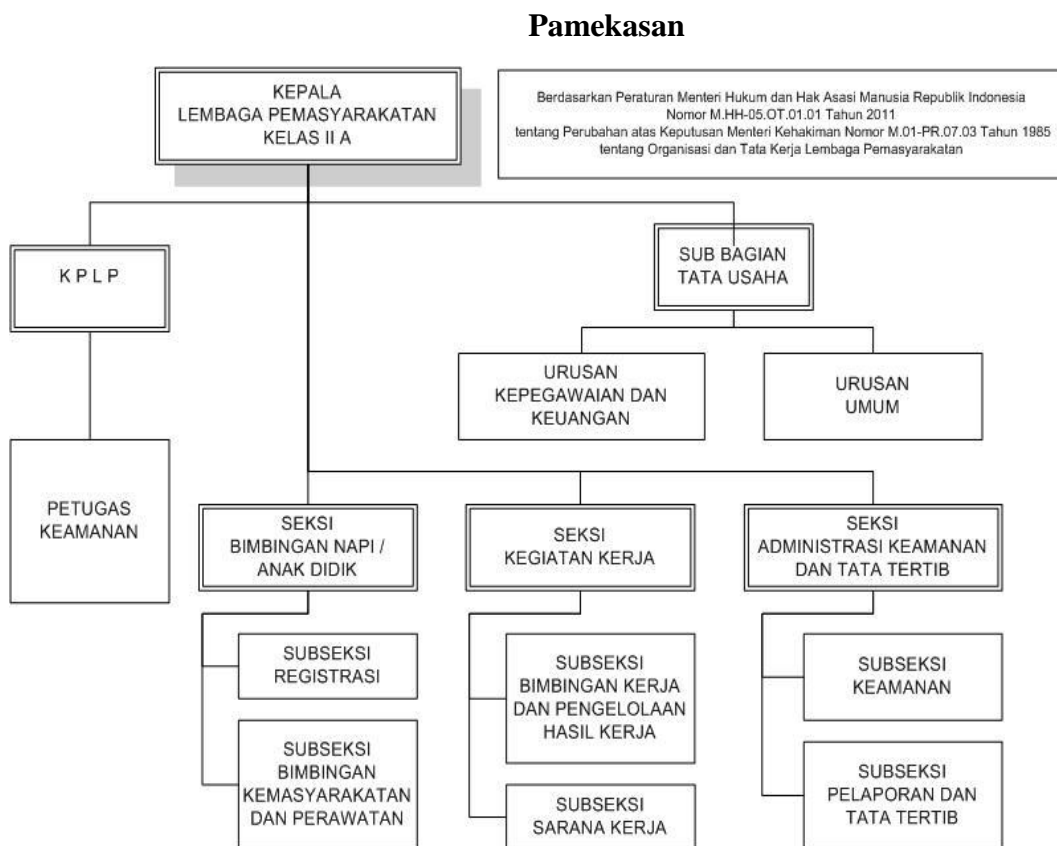 Pamekasan
KEPALA
LEMBAGA PEMASYARAKATAN
KELAS II A
Berdasarkan Peraturan Menteri Hukum dan Hak Asasi Manusia Republik Indonesia
Nomor M.HH-05.OT.01.01 Tahun 2011
tentang Perubahan atas Keputusan Menteri Kehakiman Nomor M.01-PR.07.03 Tahun 1985
tentang Organisasi dan Tata Kerja Lembaga Pemasyarakatan
K P L P
SUB BAGIAN
TATA USAHA
URUSAN
KEPEGAWAIAN DAN
KEUANGAN
URUSAN
UMUM
PETUGAS
KEAMANAN
SEKSI
BIMBINGAN NAPI /
ANAK DIDIK
SEKSI
KEGIATAN KERJA
SEKSI
ADMINISTRASI KEAMANAN
DAN TATA TERTIB
SUBSEKSI
REGISTRASI
SUBSEKSI
BIMBINGAN KERJA
DAN PENGELOLAAN
HASIL KERJA
SUBSEKSI
KEAMANAN
SUBSEKSI
BIMBINGAN
KEMASYARAKATAN
DAN PERAWATAN
SUBSEKSI
SARANA KERJA
SUBSEKSI
PELAPORAN DAN
TATA TERTIB